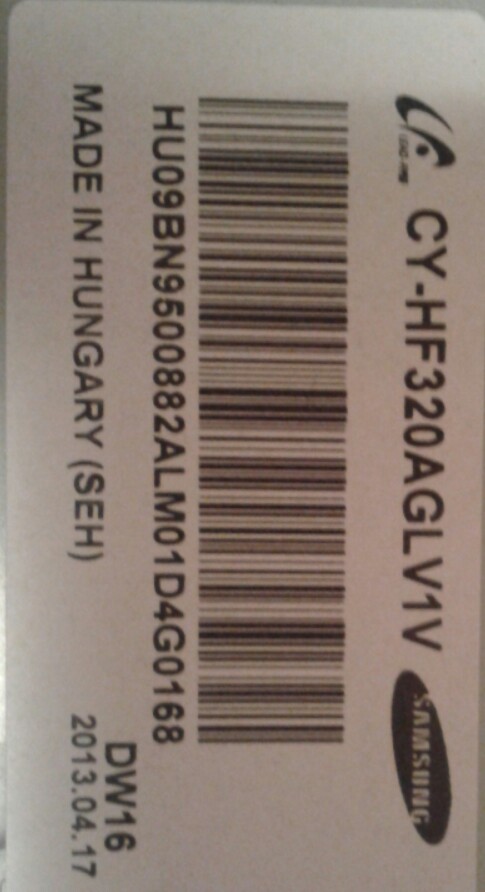 CY-HF320AGLV1V SAMSUNG
HU09BN9500882ALM01D4G0168
DW16
MADE IN HUNGARY (SEH) 2013.04.17